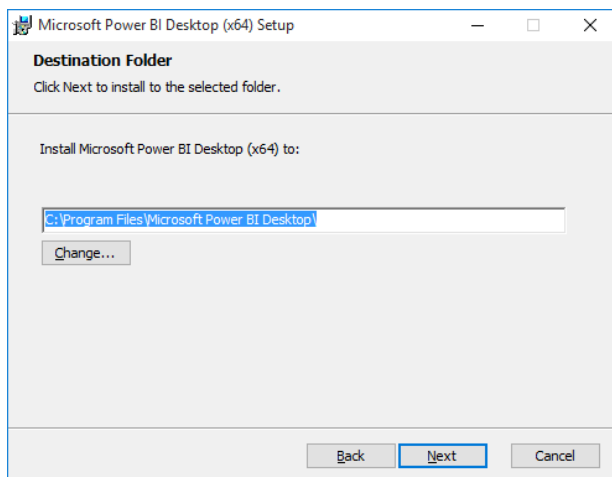 Microsoft Power BI Desktop (x64) Setup
Destination Folder
Click Next to install to the selected folder.
Install Microsoft Power BI Desktop (x64) to:
C:\Program Files\Microsoft Power BI Desktop\
Change...
Back Next Cancel